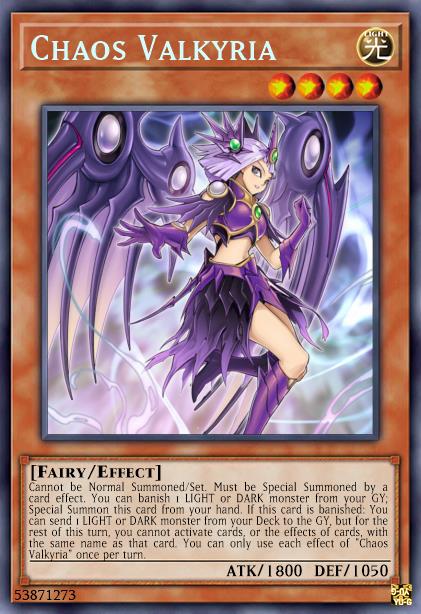 CHAOS VALKYRIA
LIGHT
光
[FAIRY/EFFECT]
Cannot be Normal Summoned/Set. Must be Special Summoned by a
card effect. You can banish 1 LIGHT or DARK monster from your GY;
Special Summon this card from your hand. If this card is banished: You
can send 1 LIGHT or DARK monster from your Deck to the GY, but for the
rest of this turn, you cannot activate cards, or the effects of cards, with
the same name as that card. You can only use each effect of "Chaos
Valkyria" once per turn.
ATK/1800 DEF/1050
53871273